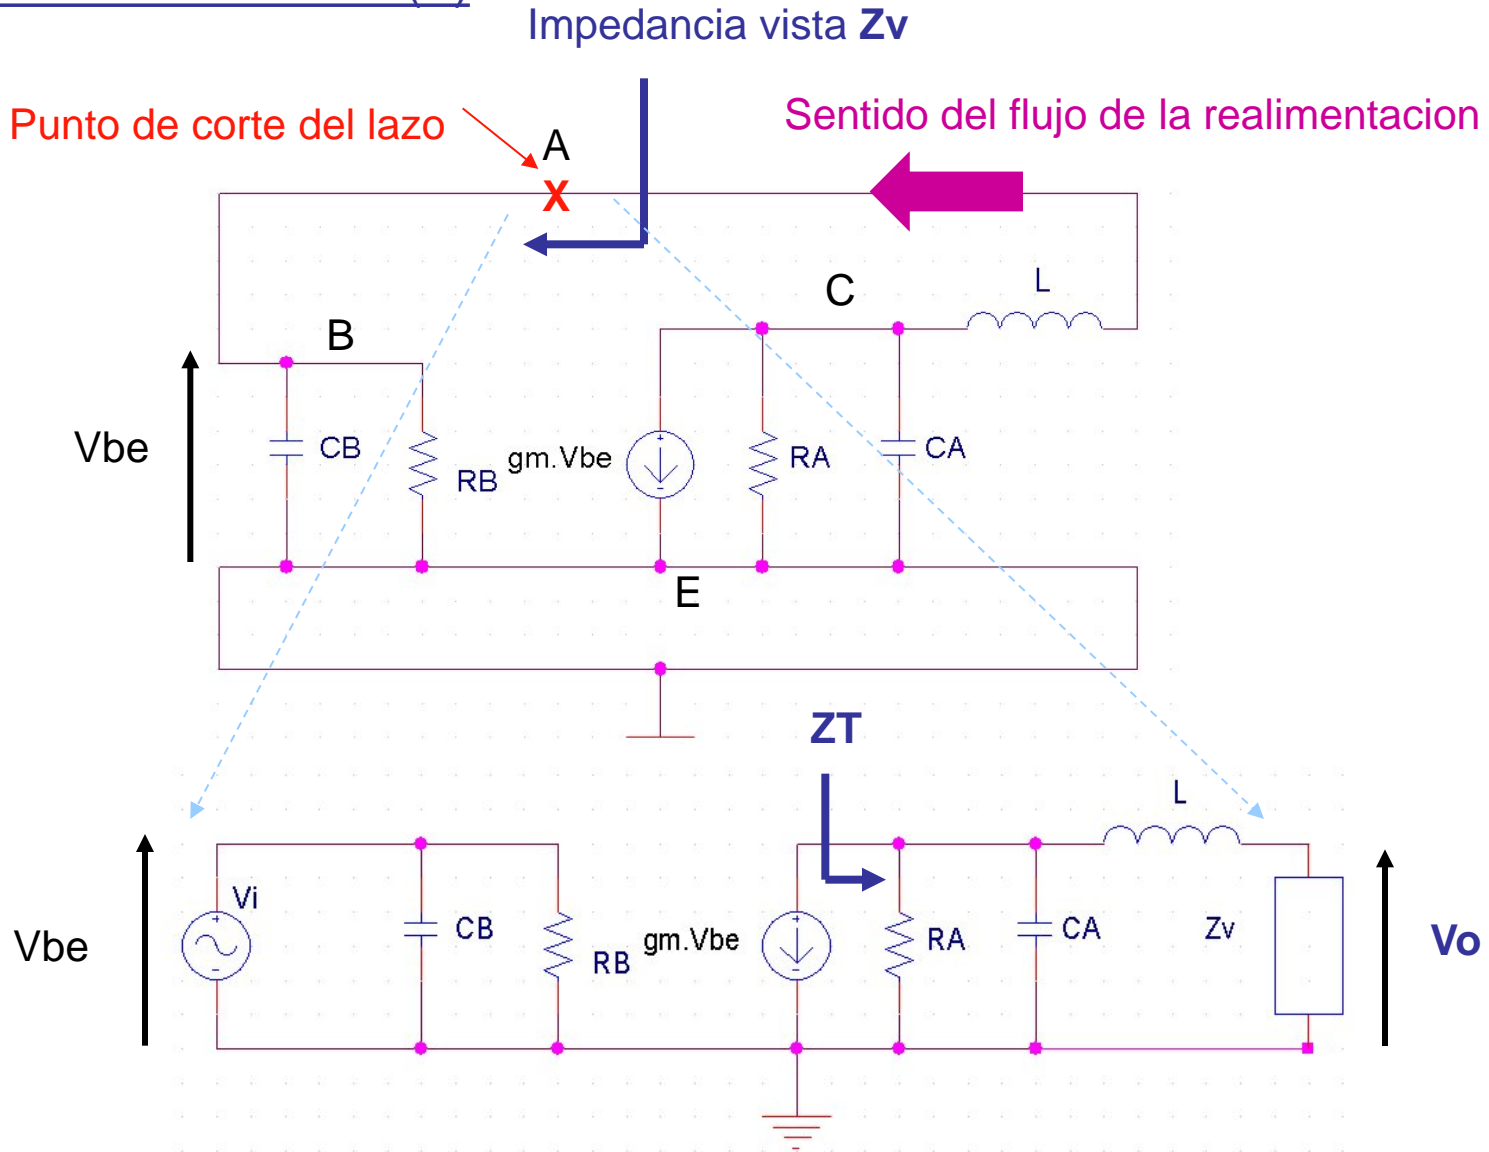 Impedancia vista Zv
Punto de corte del lazo
Sentido del flujo de la realimentacion
A
X
C
L
B
Vbe
CB
RB
gm.Vbe
RA
CA
E
ZT
L
Vi
Vbe
CB
RB
gm.Vbe
RA
CA
Zv
Vo